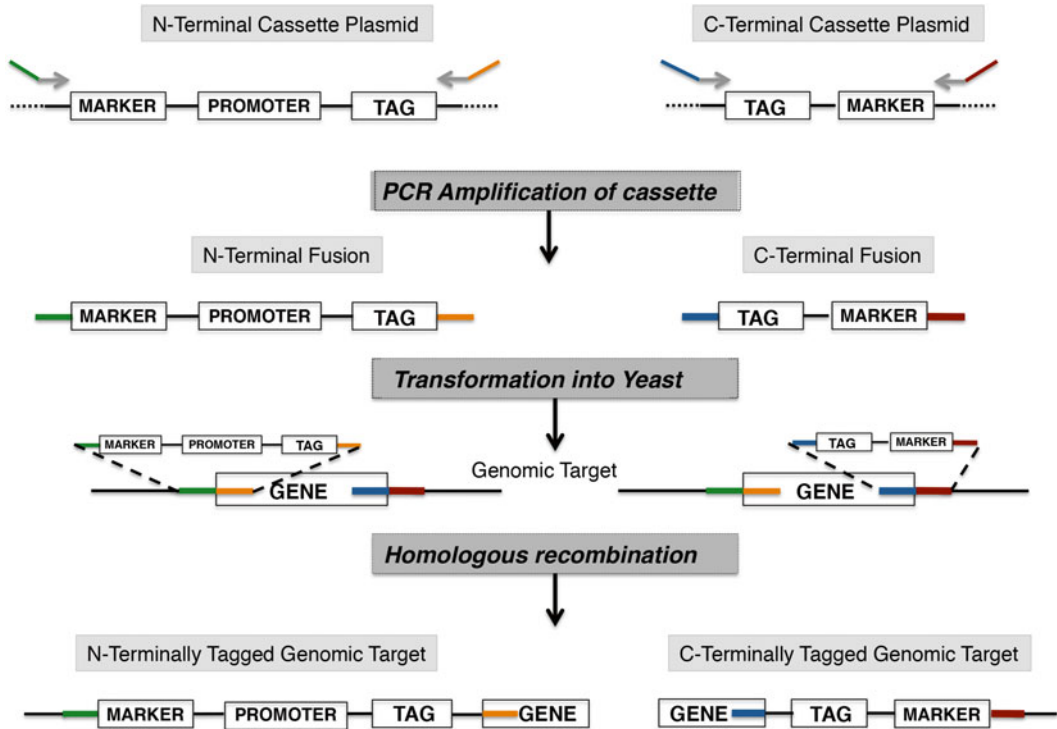 N-Terminal Cassette Plasmid
C-Terminal Cassette Plasmid
MARKER PROMOTER TAG
TAG MARKER
PCR Amplification of cassette
N-Terminal Fusion
C-Terminal Fusion
MARKER PROMOTER TAG
TAG MARKER
Transformation into Yeast
MARKER PROMOTER TAG
TAG MARKER
Genomic Target
GENE
GENE
Homologous recombination
N-Terminally Tagged Genomic Target
C-Terminally Tagged Genomic Target
MARKER PROMOTER TAG GENE
GENE TAG MARKER